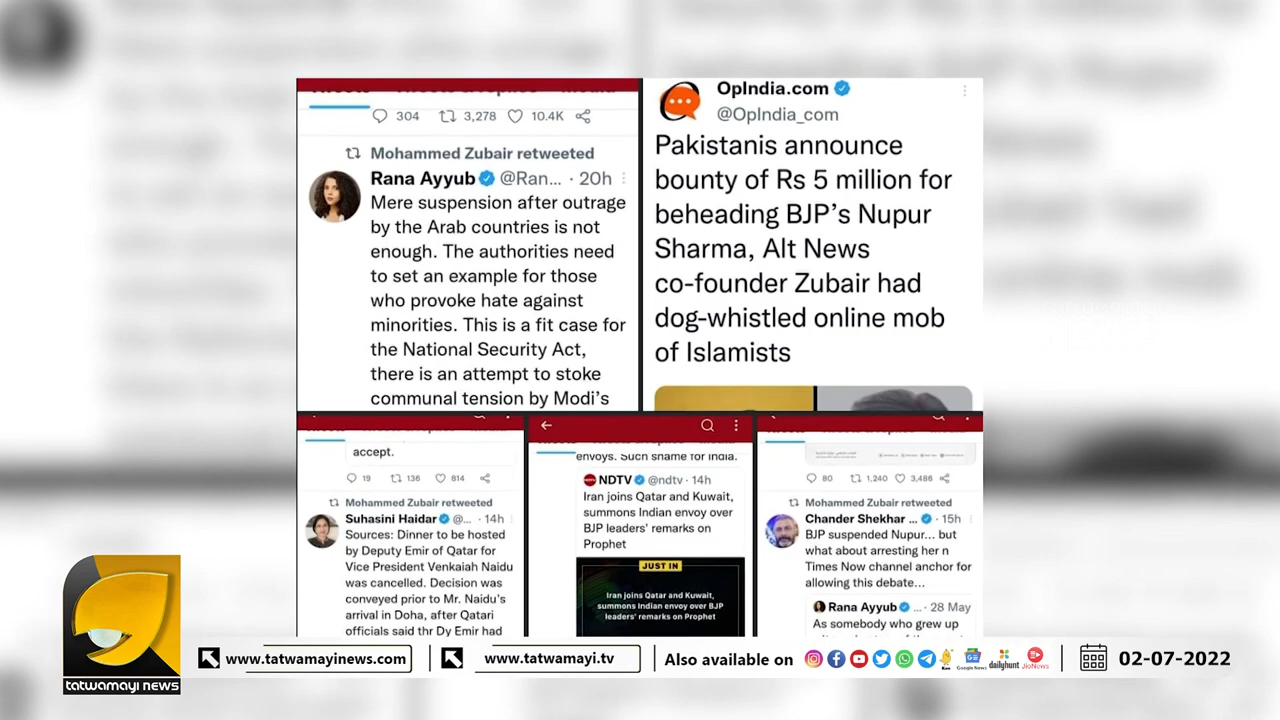 304 3,278 10.4K
Mohammed Zubair retweeted
Rana Ayyub @Ran... · 20h
Mere suspension after outrage
by the Arab countries is not
enough. The authorities need
to set an example for those
who provoke hate against
minorities. This is a fit case for
the National Security Act,
there is an attempt to stoke
communal tension by Modi's
OpIndia.com
@OpIndia_com
Pakistanis announce
bounty of Rs 5 million for
beheading BJP's Nupur
Sharma, Alt News
co-founder Zubair had
dog-whistled online mob
of Islamists
accept.
19 136 814
Mohammed Zubair retweeted
Suhasini Haidar @... · 14h
Sources: Dinner to be hosted
by Deputy Emir of Qatar for
Vice President Venkaiah Naidu
was cancelled. Decision was
conveyed prior to Mr. Naidu's
arrival in Doha, after Qatari
officials said thr Dy Emir had
envoys. Such shame for India.
NDTV @ndtv · 14h
Iran joins Qatar and Kuwait,
summons Indian envoy over
BJP leaders' remarks on
Prophet
JUST IN
Iran joins Qatar and Kuwait,
summons Indian envoy over BJP
leaders' remarks on Prophet
80 1,240 3,486
Mohammed Zubair retweeted
Chander Shekhar ... · 15h
BJP suspended Nupur... but
what about arresting her n
Times Now channel anchor for
allowing this debate...
Rana Ayyub ... · 28 May
As somebody who grew up
tatwamayi news
www.tatwamayinews.com
www.tatwamayi.tv
Also available on
Koo
Google News
dailyhunt
JioNews
02-07-2022